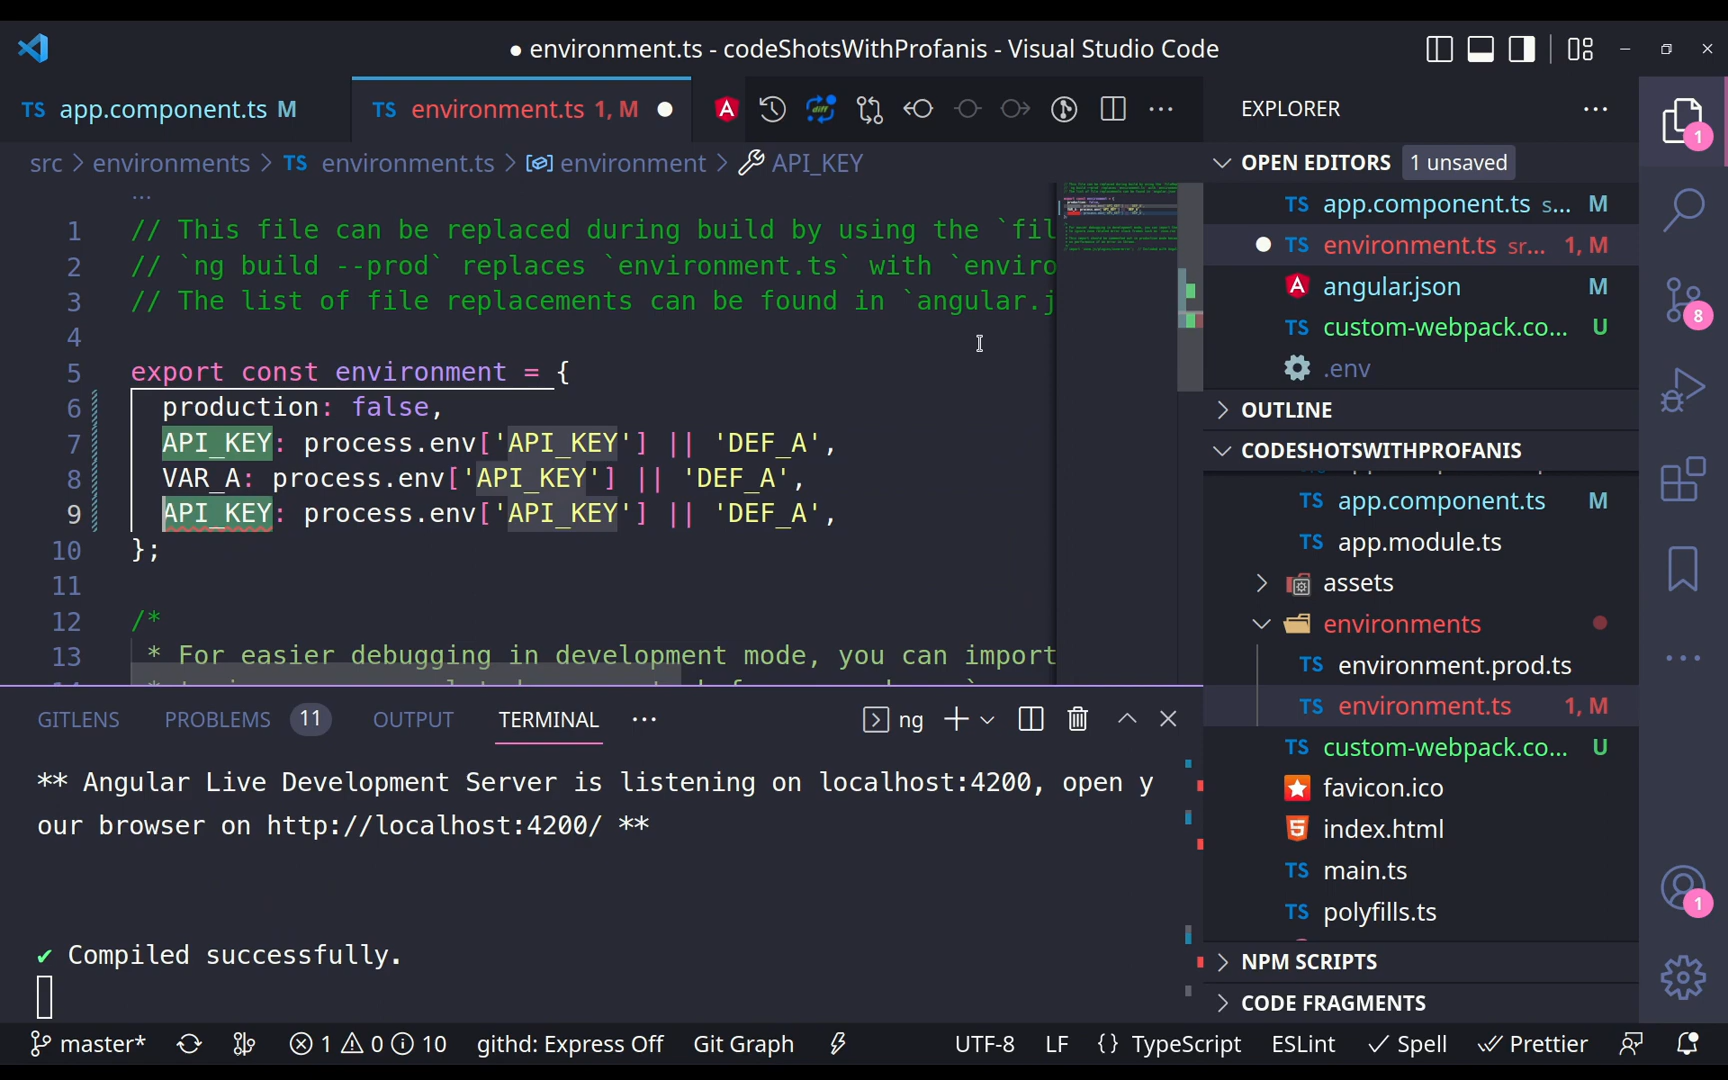 ● environment.ts - codeShotsWithProfanis - Visual Studio Code
TS app.component.ts M
TS environment.ts 1, M ●
src > environments > TS environment.ts > environment > API_KEY
...
1 // This file can be replaced during build by using the `fil
2 // `ng build --prod` replaces `environment.ts` with `enviro
3 // The list of file replacements can be found in `angular.j
4
5 export const environment = {
6 production: false,
7 API_KEY: process.env['API_KEY'] || 'DEF_A',
8 VAR_A: process.env['API_KEY'] || 'DEF_A',
9 API_KEY: process.env['API_KEY'] || 'DEF_A',
10 };
11
12 /*
13 * For easier debugging in development mode, you can import
GITLENS PROBLEMS 11 OUTPUT TERMINAL ... ng
** Angular Live Development Server is listening on localhost:4200, open y
our browser on http://localhost:4200/ **
✔ Compiled successfully.
EXPLORER ...
OPEN EDITORS 1 unsaved
TS app.component.ts s... M
● TS environment.ts sr... 1, M
angular.json M
TS custom-webpack.co... U
.env
OUTLINE
CODESHOTSWITHPROFANIS
TS app.component.ts M
TS app.module.ts
assets
environments
TS environment.prod.ts
TS environment.ts 1, M
TS custom-webpack.co... U
favicon.ico
index.html
TS main.ts
TS polyfills.ts
NPM SCRIPTS
CODE FRAGMENTS
1
8
1
master* 1 0 10 githd: Express Off Git Graph UTF-8 LF {} TypeScript ESLint Spell Prettier